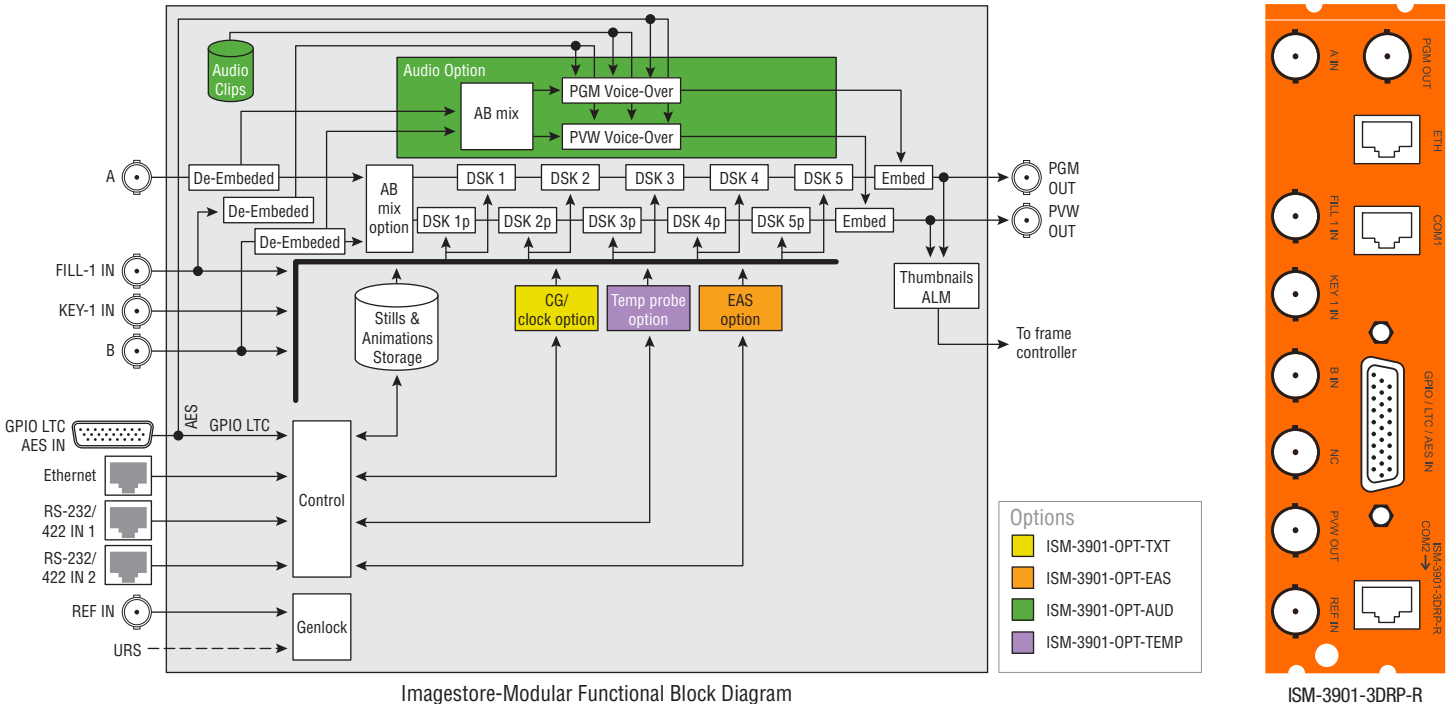 Audio
Clips
Audio Option
AB mix
PGM Voice-Over
PVW Voice-Over
A
De-Embeded
De-Embeded
De-Embeded
AB
mix
option
DSK 1
DSK 2
DSK 3
DSK 4
DSK 5
Embed
DSK 1p
DSK 2p
DSK 3p
DSK 4p
DSK 5p
Embed
PGM
OUT
PVW
OUT
FILL-1 IN
KEY-1 IN
B
Stills &
Animations
Storage
CG/
clock option
Temp probe
option
EAS
option
Thumbnails
ALM
To frame
controller
GPIO LTC
AES IN
AES
GPIO LTC
Ethernet
RS-232/
422 IN 1
RS-232/
422 IN 2
Control
REF IN
URS
Genlock
Options
ISM-3901-OPT-TXT
ISM-3901-OPT-EAS
ISM-3901-OPT-AUD
ISM-3901-OPT-TEMP
Imagestore-Modular Functional Block Diagram
A IN
PGM OUT
ETH
FILL 1 IN
COM1
KEY 1 IN
B IN
GPIO / LTC / AES IN
NC
PVW OUT
COM2
ISM-3901-3DRP-R
REF IN
ISM-3901-3DRP-R